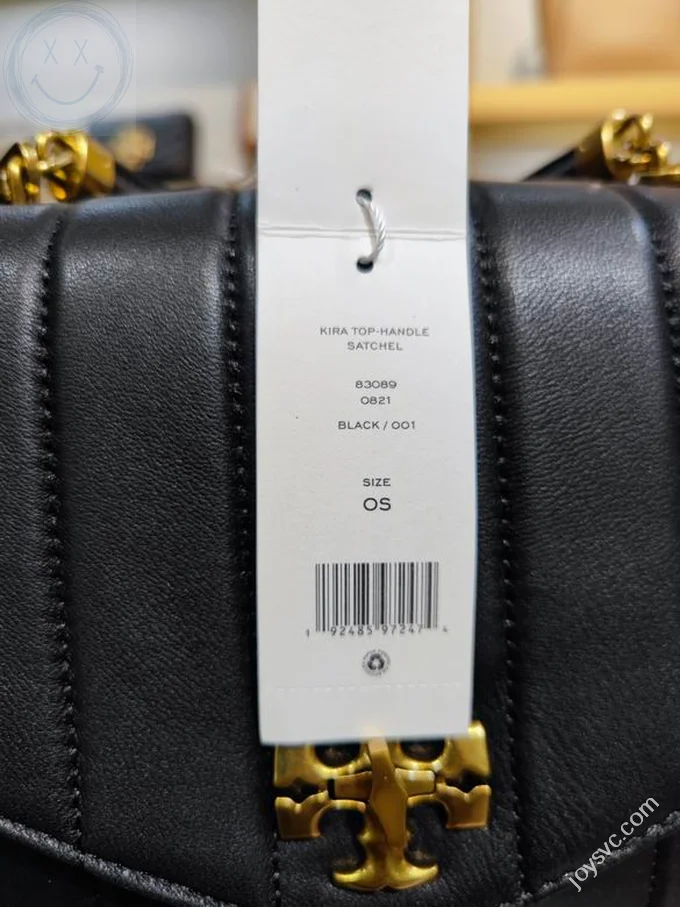 KIRA TOP-HANDLE
SATCHEL
83089
0821
BLACK / 001
SIZE
OS
1 92485 97247 4
joysvc.com